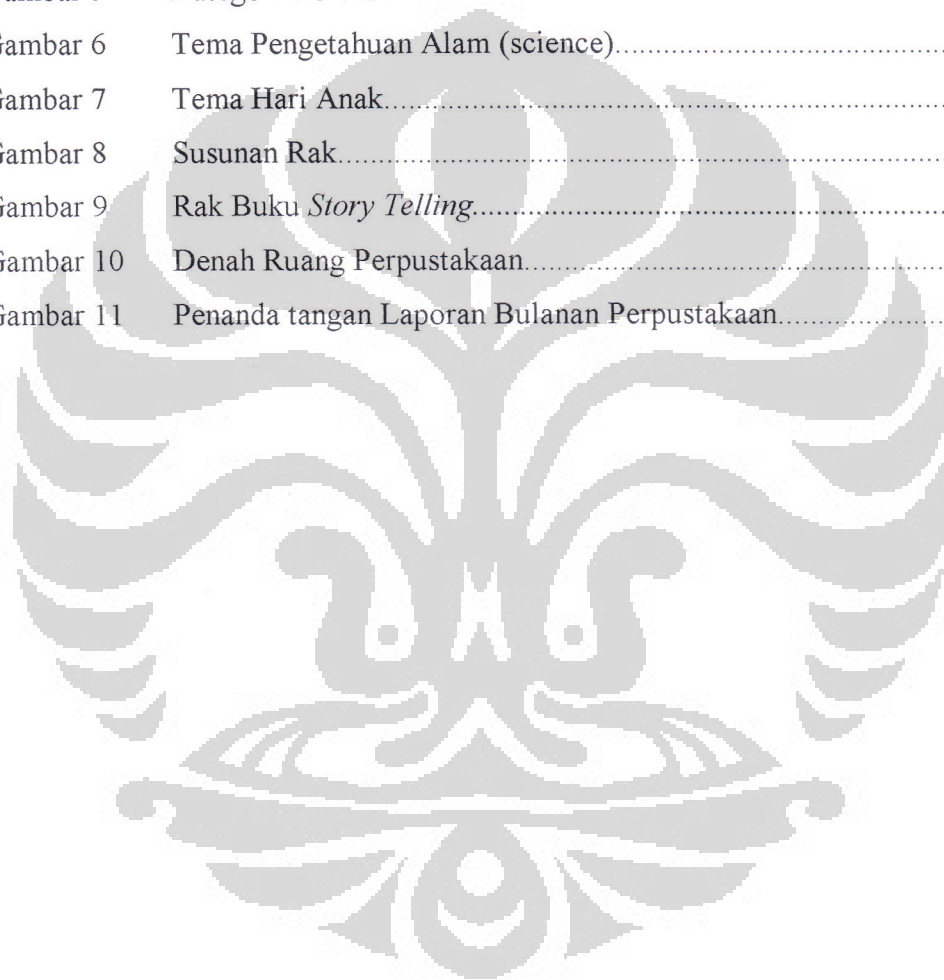 Gambar 6 Tema Pengetahuan Alam (science)
Gambar 7 Tema Hari Anak
Gambar 8 Susunan Rak
Gambar 9 Rak Buku Story Telling
Gambar 10 Denah Ruang Perpustakaan
Gambar 11 Penanda tangan Laporan Bulanan Perpustakaan